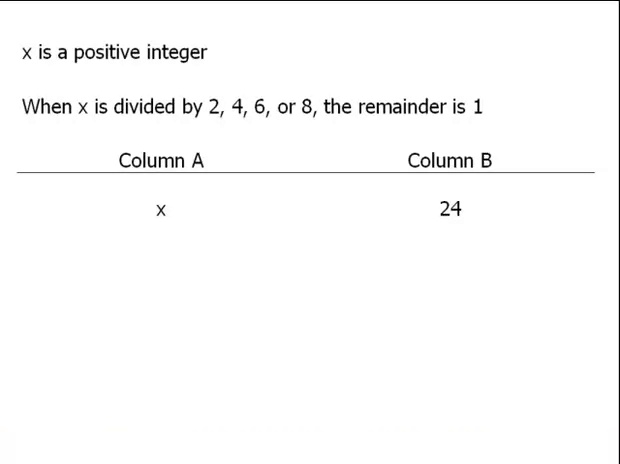 x is a positive integer
When x is divided by 2, 4, 6, or 8, the remainder is 1
Column A Column B
x 24